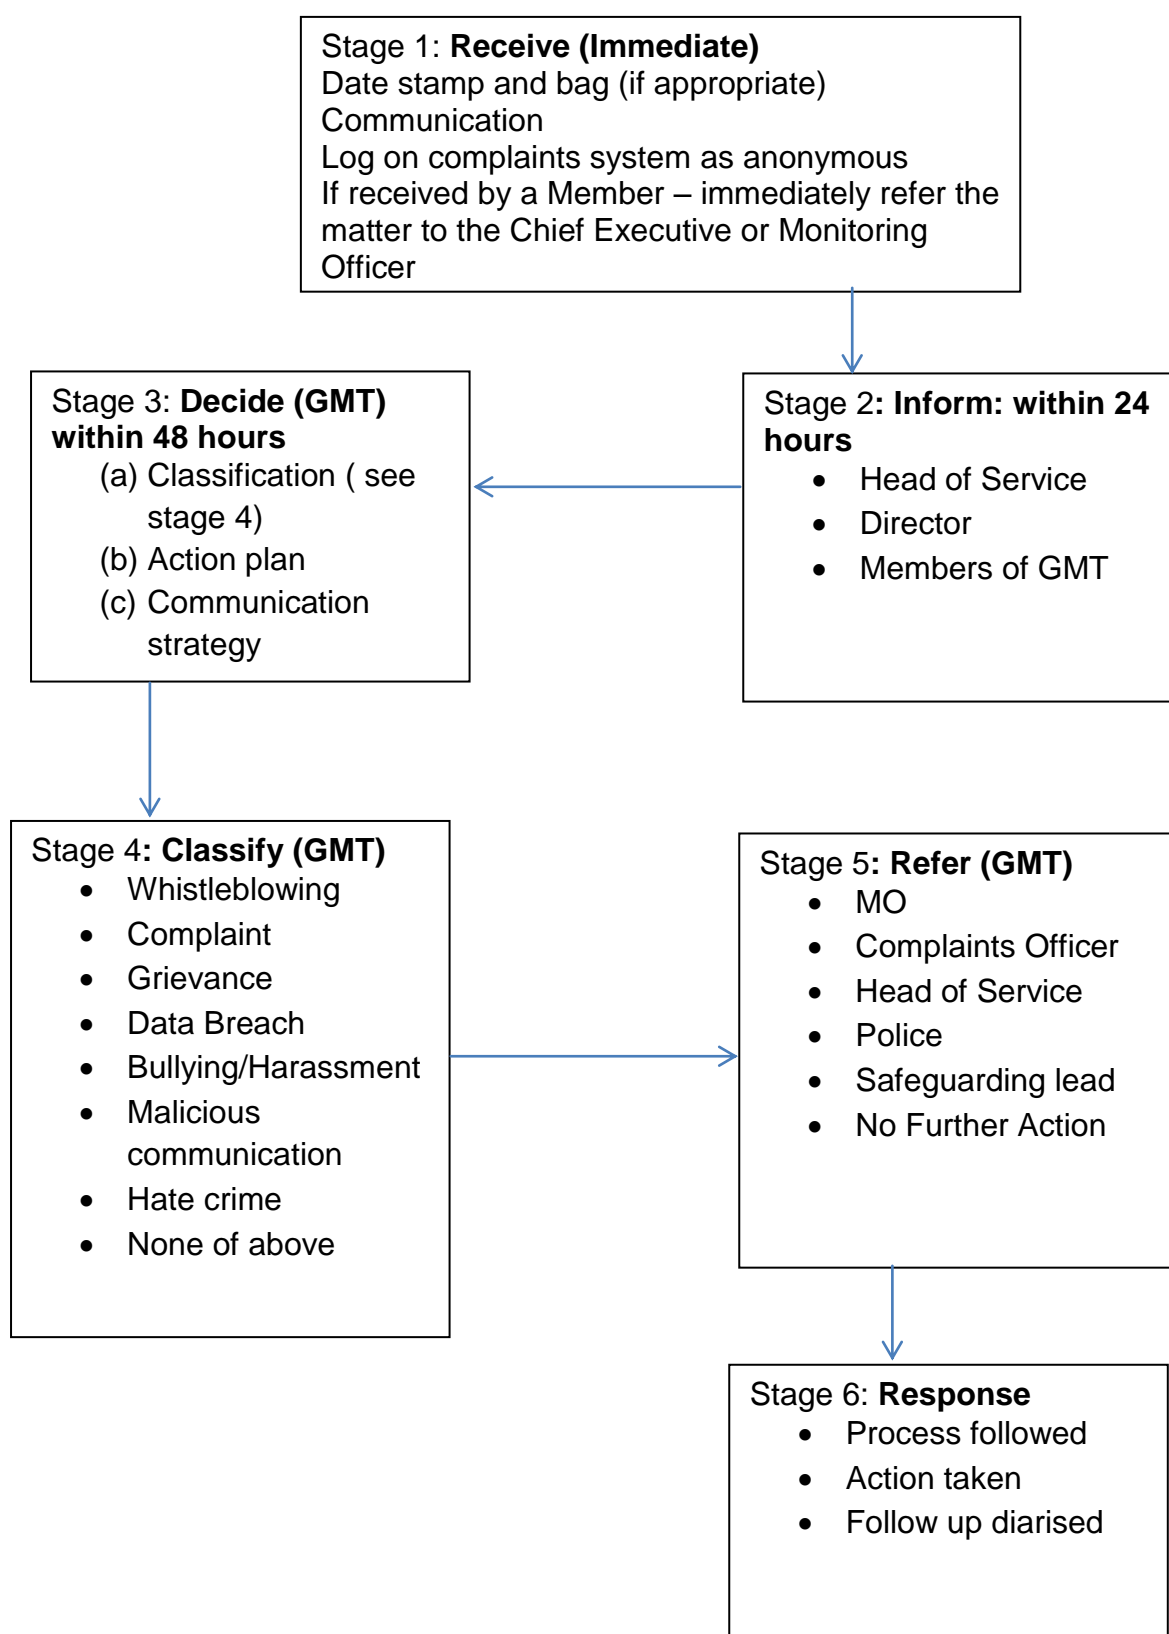 Stage 1: Receive (Immediate)
Date stamp and bag (if appropriate)
Communication
Log on complaints system as anonymous
If received by a Member – immediately refer the
matter to the Chief Executive or Monitoring
Officer
Stage 2: Inform: within 24
hours
• Head of Service
• Director
• Members of GMT
Stage 3: Decide (GMT)
within 48 hours
(a) Classification ( see
stage 4)
(b) Action plan
(c) Communication
strategy
Stage 4: Classify (GMT)
• Whistleblowing
• Complaint
• Grievance
• Data Breach
• Bullying/Harassment
• Malicious
communication
• Hate crime
• None of above
Stage 5: Refer (GMT)
• MO
• Complaints Officer
• Head of Service
• Police
• Safeguarding lead
• No Further Action
Stage 6: Response
• Process followed
• Action taken
• Follow up diarised